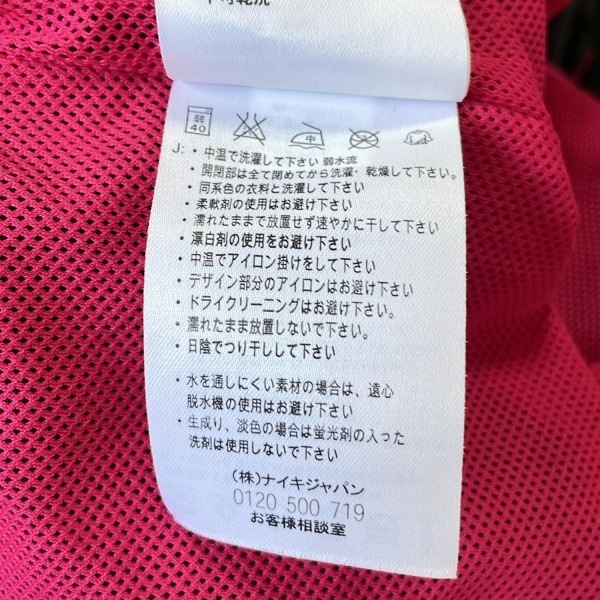 弱
40
中
J: ・中温で洗濯して下さい 弱水流
・開閉部は全て閉めてから洗濯・乾燥して下さい。
・同系色の衣料と洗濯して下さい
・柔軟剤の使用はお避け下さい
・濡れたままで放置せず速やかに干して下さい
・漂白剤の使用をお避け下さい
・中温でアイロン掛けをして下さい
・デザイン部分のアイロンはお避け下さい
・ドライクリーニングはお避け下さい。
・濡れたまま放置しないで下さい。
・日陰でつり干しして下さい
・水を通しにくい素材の場合は、遠心
脱水機の使用はお避け下さい
・生成り、淡色の場合は蛍光剤の入った
洗剤は使用しないで下さい
(株)ナイキジャパン
0120 500 719
お客様相談室